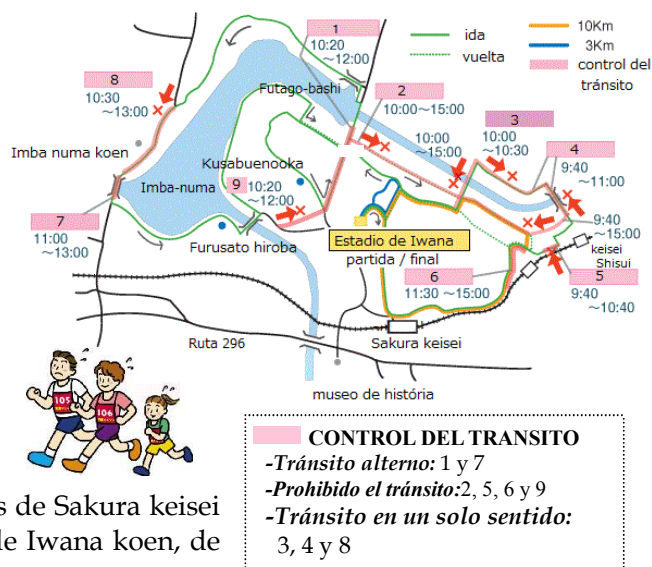 1
10:20
~12:00
ida
vuelta
10Km
3Km
control del
tránsito
8
10:30
~13:00
Futago-bashi
2
10:00~15:00
10:00
~15:00
3
10:00
~10:30
4
9:40
~11:00
Imba numa koen
Kusabuenooka
Imba-numa
9 10:20
~12:00
7
11:00
~13:00
Furusato hiroba
Estadio de Iwana
partida / final
9:40
~15:00
keisei
Shisui
6
11:30 ~15:00
5
9:40
~10:40
Ruta 296
Sakura keisei
museo de história
105
106
CONTROL DEL TRANSITO
-Tránsito alterno: 1 y 7
-Prohibido el tránsito:2, 5, 6 y 9
-Tránsito en un solo sentido:
3, 4 y 8
s de Sakura keisei
le Iwana koen, de